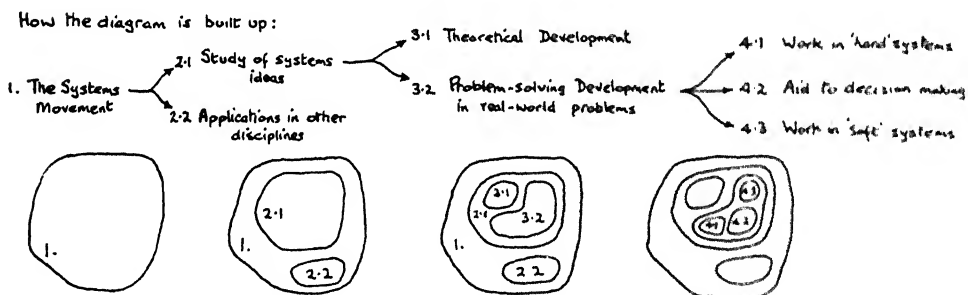 How the diagram is built up:
1. The Systems Movement
2.1 Study of systems ideas
2.2 Applications in other disciplines
3.1 Theoretical Development
3.2 Problem-solving Development in real-world problems
4.1 Work in 'hard' systems
4.2 Aid to decision making
4.3 Work in 'soft' systems
1.
2.1
1.
2.2
2.1
2.1
3.2
1.
2 2
4.3
4.1
4.2